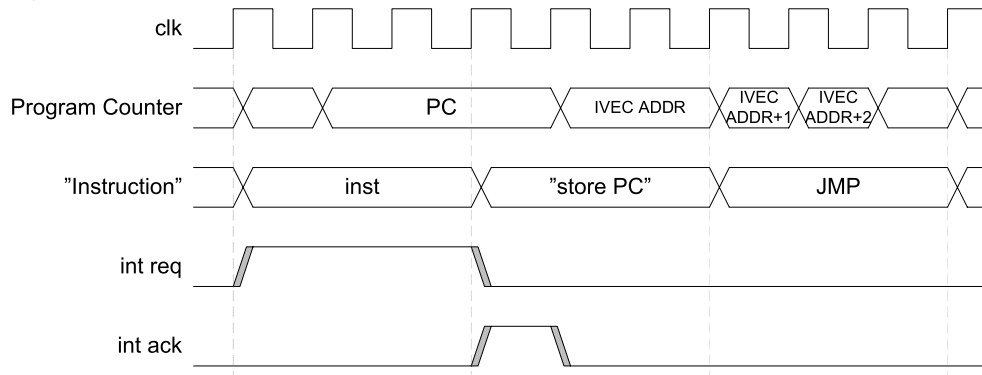 clk
Program Counter
PC
IVEC ADDR
IVEC
ADDR+1
IVEC
ADDR+2
”Instruction”
inst
”store PC”
JMP
int req
int ack